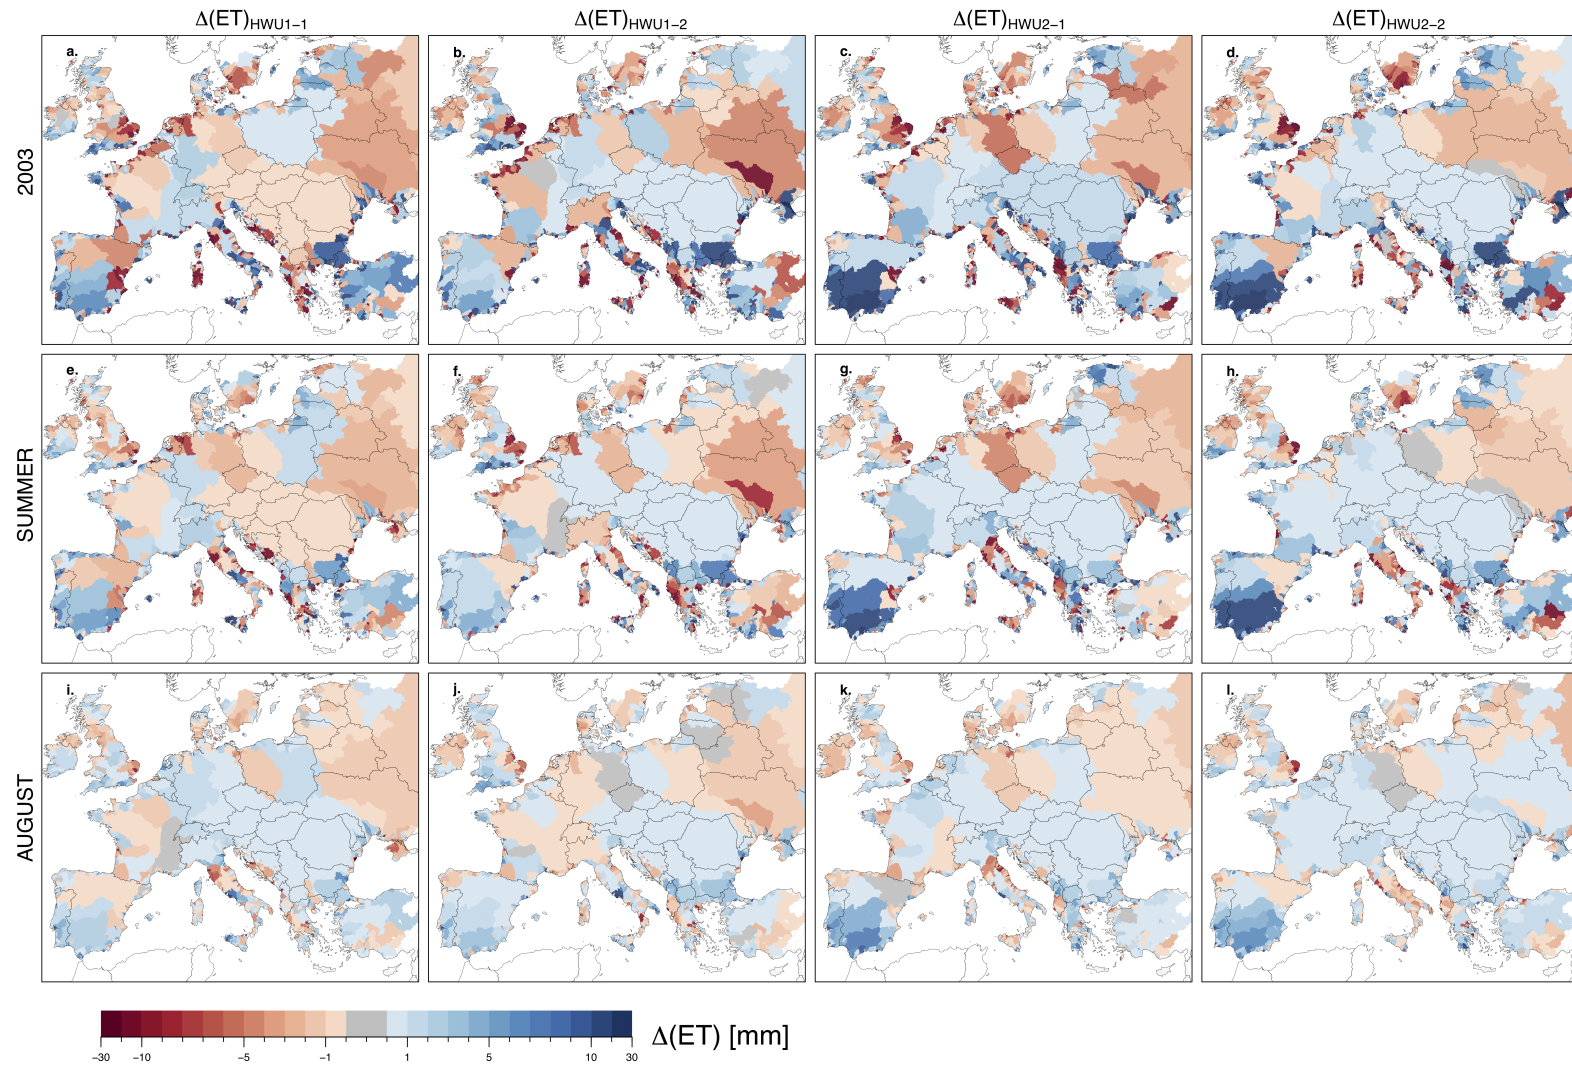 Δ(ET)HWU1−1 Δ(ET)HWU1−2 Δ(ET)HWU2−1 Δ(ET)HWU2−2
2003
a. b. c. d.
SUMMER
e. f. g. h.
AUGUST
i. j. k. l.
−30 −10 −5 −1 1 5 10 30
Δ(ET) [mm]